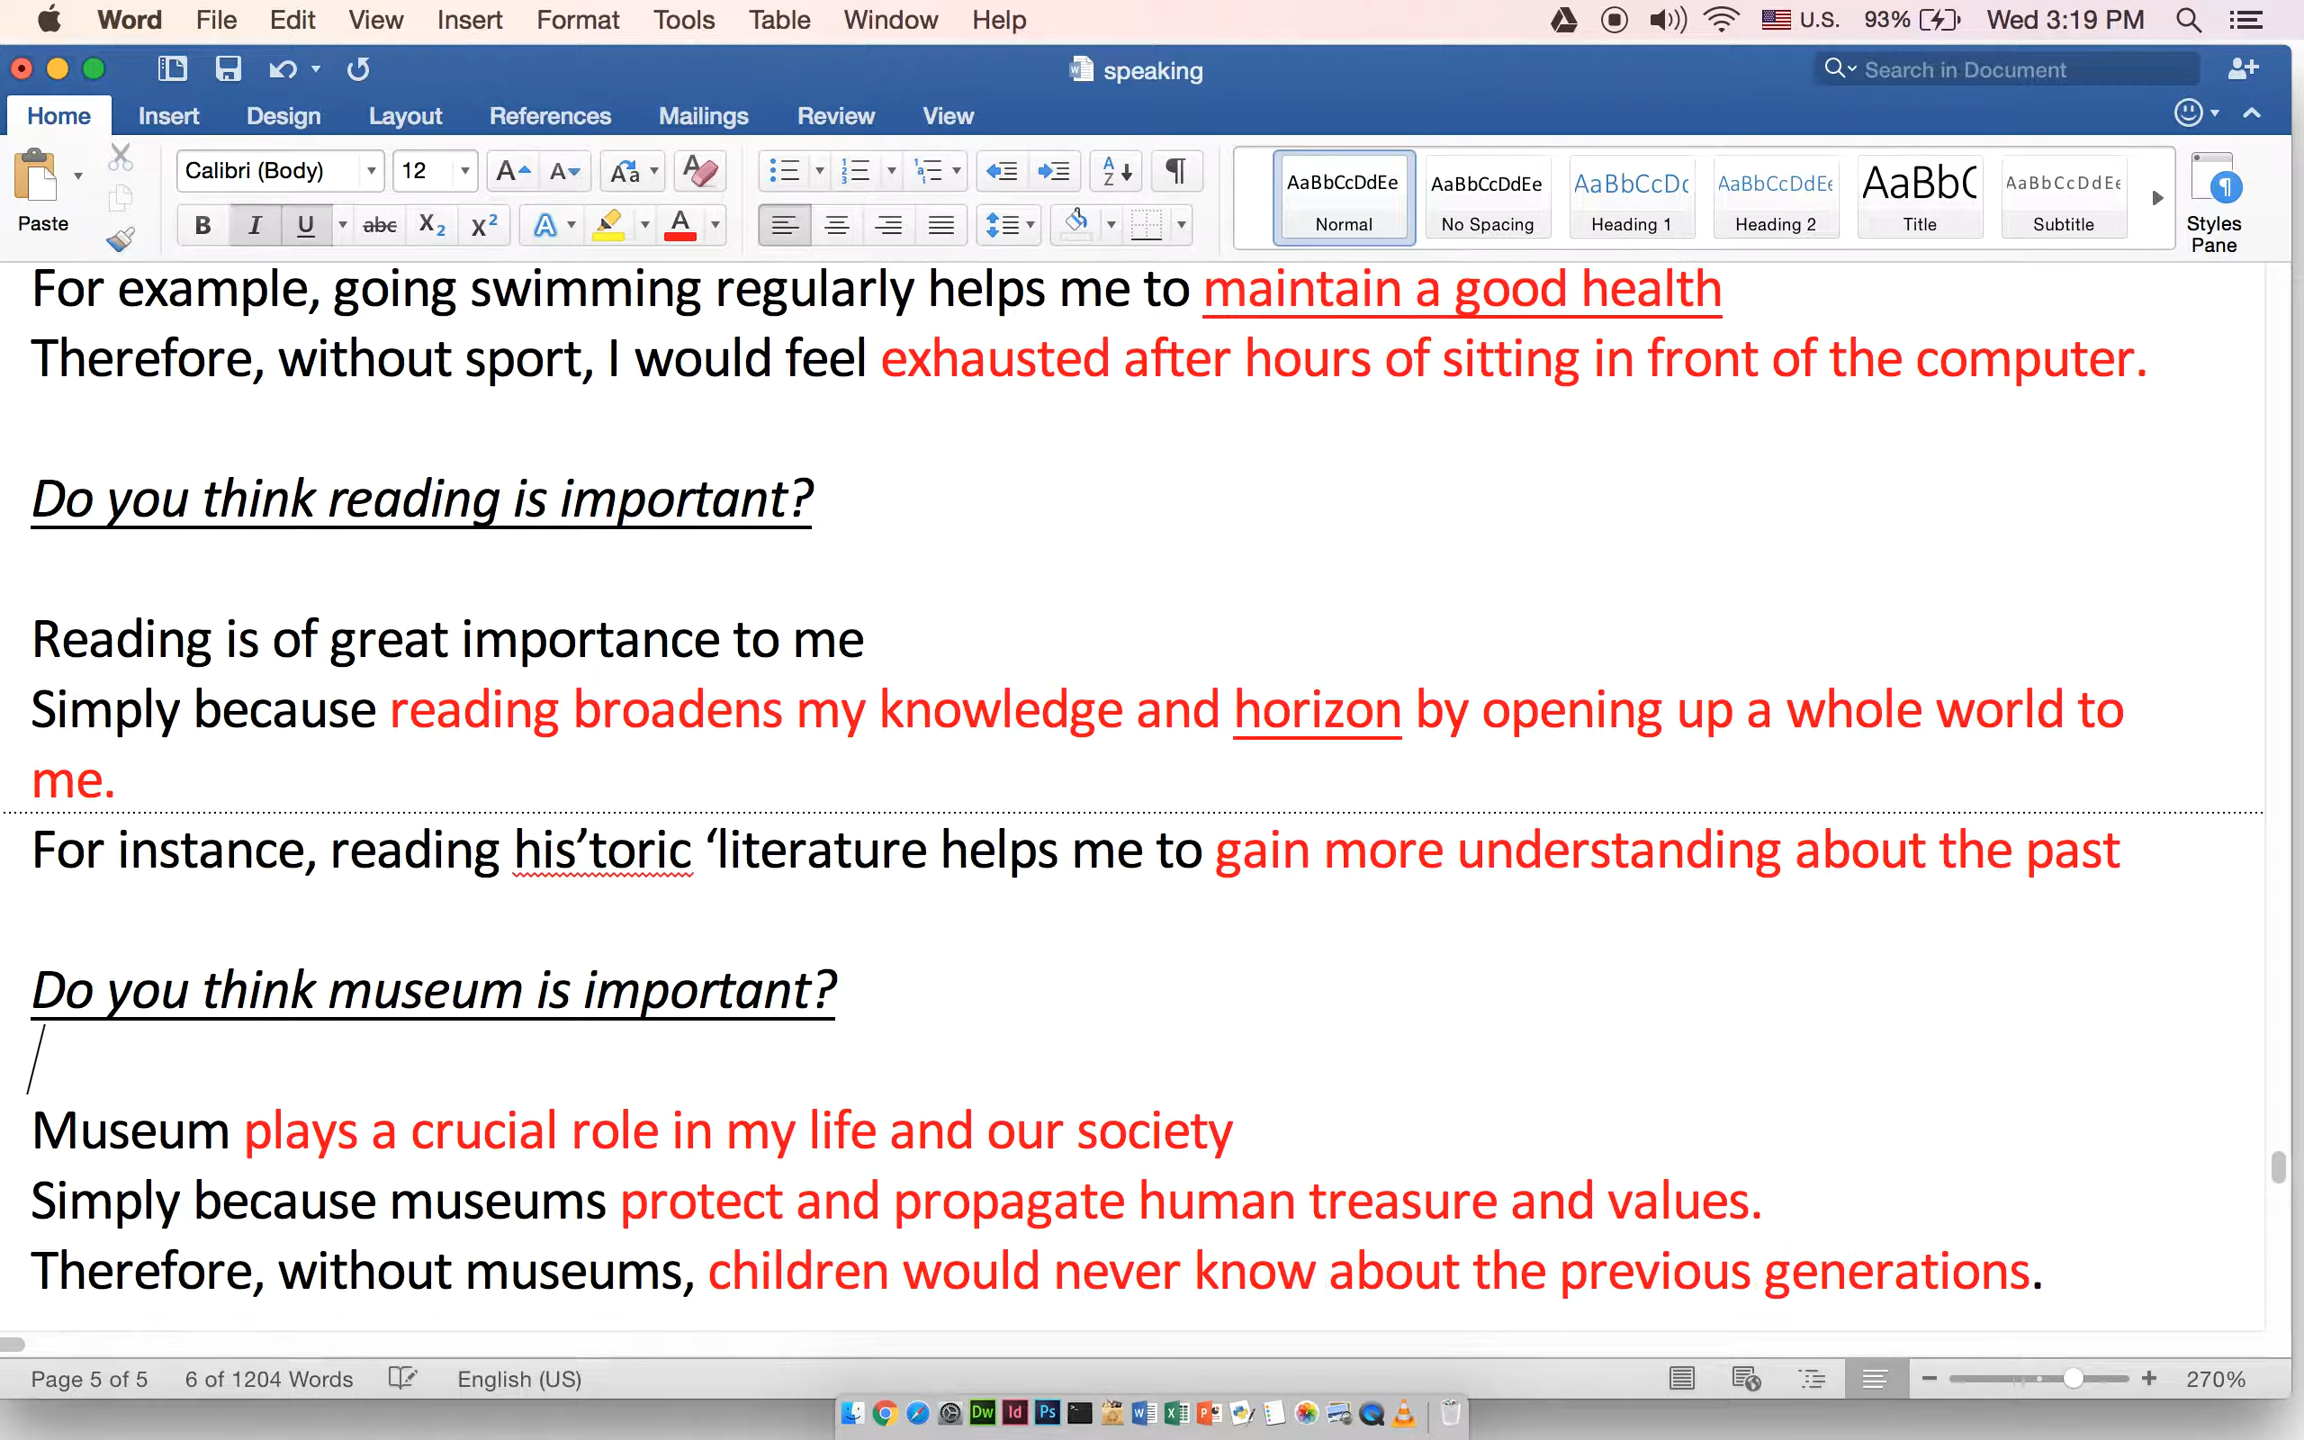 Word File Edit View Insert Format Tools Table Window Help U.S. 93% Wed 3:19 PM
speaking Search in Document
Home Insert Design Layout References Mailings Review View
Paste Calibri (Body) 12 AaBbCcDdEe AaBbCcDdEe AaBbCcDc AaBbCcDdEe AaBbC AaBbCcDdEe
Normal No Spacing Heading 1 Heading 2 Title Subtitle Styles Pane
For example, going swimming regularly helps me to maintain a good health
Therefore, without sport, I would feel exhausted after hours of sitting in front of the computer.
Do you think reading is important?
Reading is of great importance to me
Simply because reading broadens my knowledge and horizon by opening up a whole world to
me.
For instance, reading his’toric ‘literature helps me to gain more understanding about the past
Do you think museum is important?
Museum plays a crucial role in my life and our society
Simply because museums protect and propagate human treasure and values.
Therefore, without museums, children would never know about the previous generations.
Page 5 of 5 6 of 1204 Words English (US) 270%
Dw Id Ps